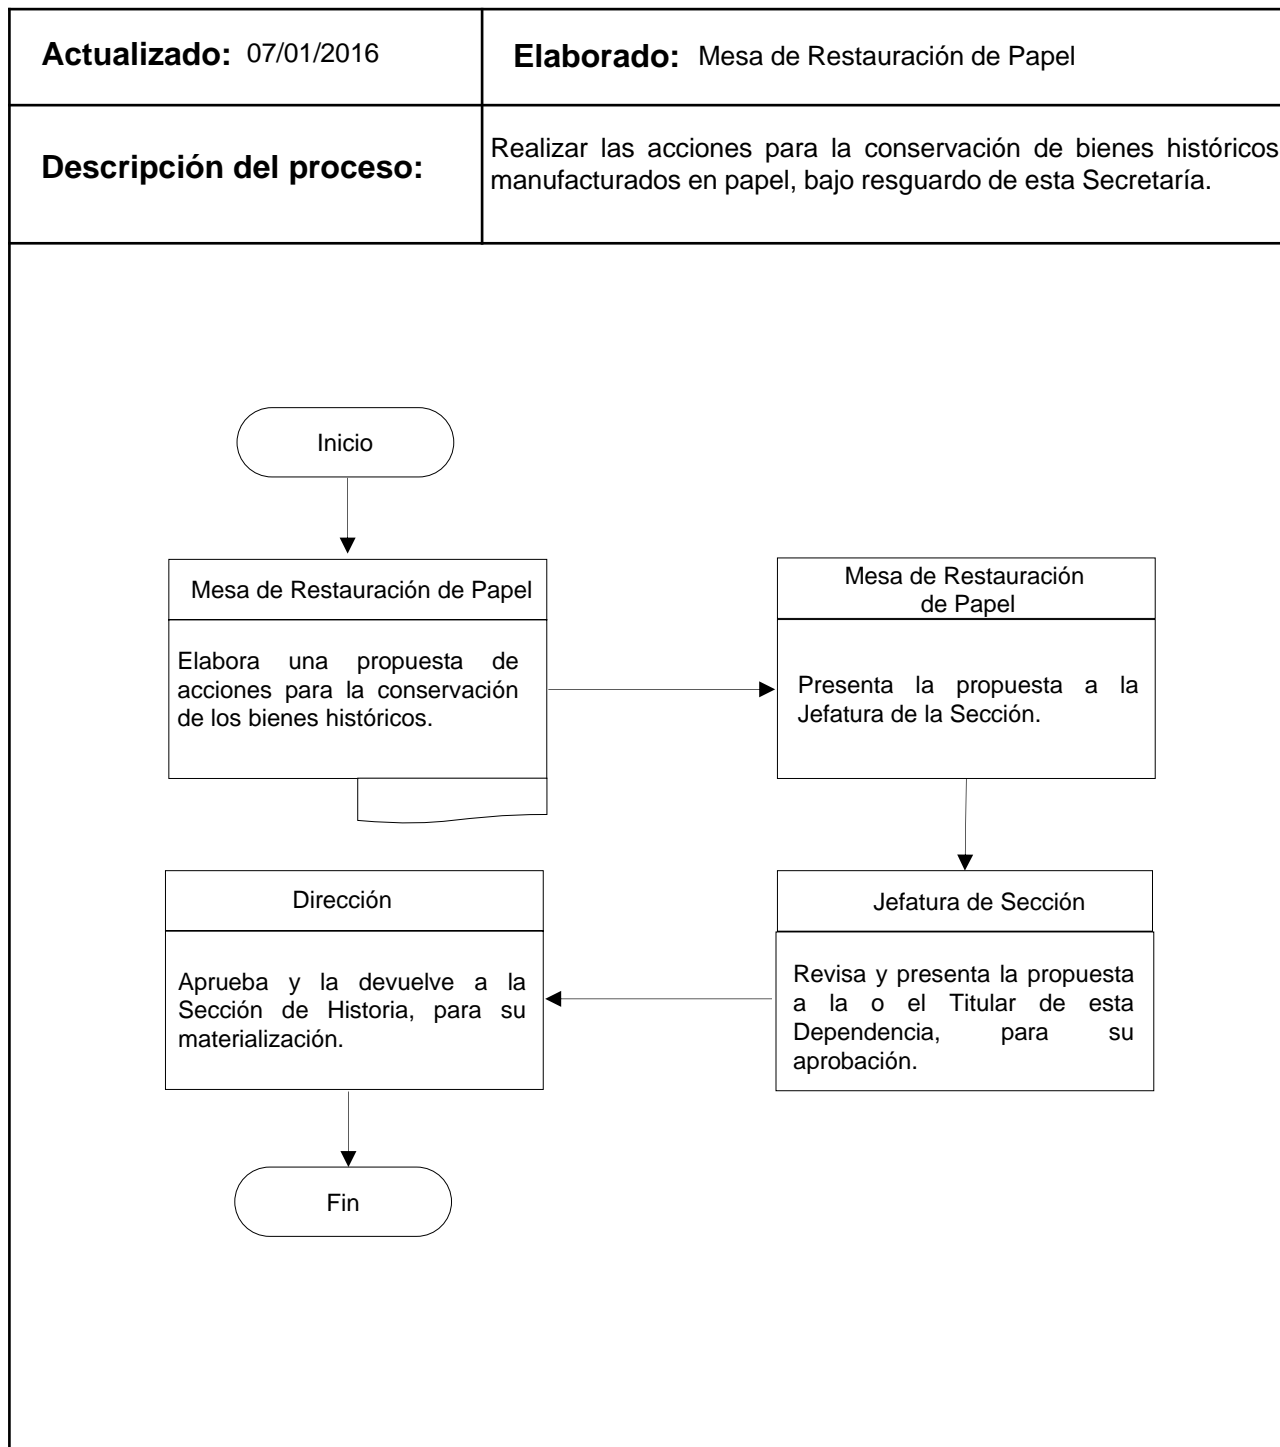 Actualizado: 07/01/2016
Elaborado: Mesa de Restauración de Papel
Descripción del proceso:
Realizar las acciones para la conservación de bienes históricos
manufacturados en papel, bajo resguardo de esta Secretaría.
Inicio
Mesa de Restauración de Papel
Elabora una propuesta de
acciones para la conservación
de los bienes históricos.
Mesa de Restauración
de Papel
Presenta la propuesta a la
Jefatura de la Sección.
Jefatura de Sección
Revisa y presenta la propuesta
a la o el Titular de esta
Dependencia, para su
aprobación.
Dirección
Aprueba y la devuelve a la
Sección de Historia, para su
materialización.
Fin